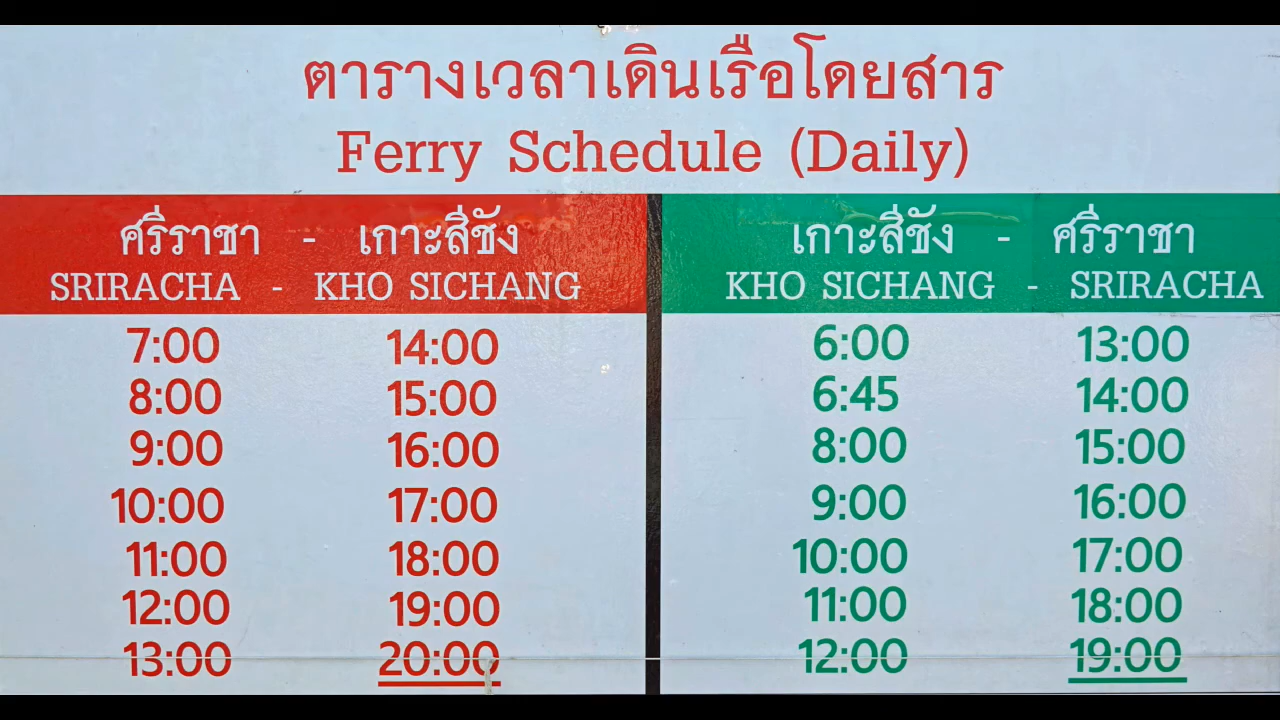 ตารางเวลาเดินเรือโดยสาร
Ferry Schedule (Daily)
ศรีราชา - เกาะสีชัง
SRIRACHA - KHO SICHANG
7:00 14:00
8:00 15:00
9:00 16:00
10:00 17:00
11:00 18:00
12:00 19:00
13:00 20:00
เกาะสีชัง - ศรีราชา
KHO SICHANG - SRIRACHA
6:00 13:00
6:45 14:00
8:00 15:00
9:00 16:00
10:00 17:00
11:00 18:00
12:00 19:00